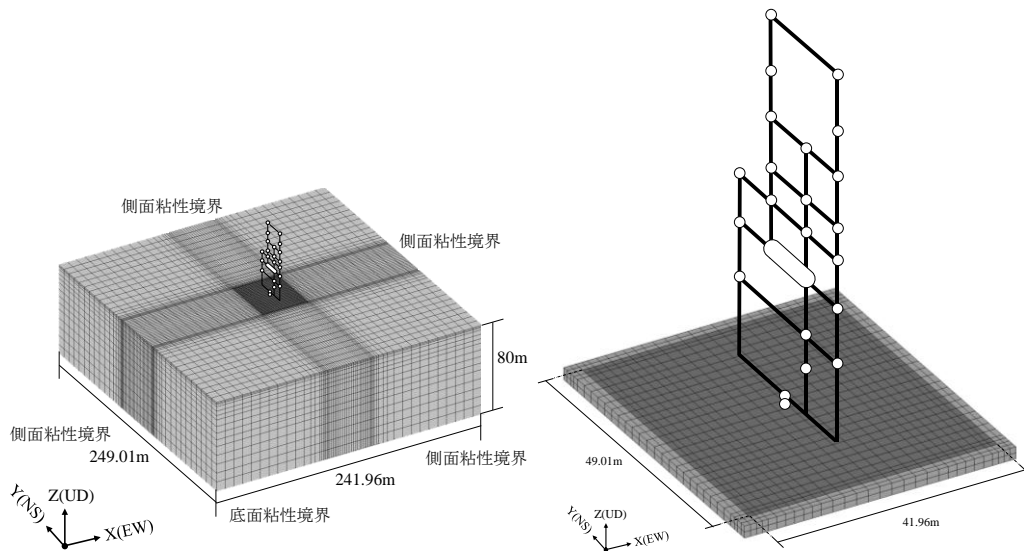 側面粘性境界
側面粘性境界
80m
側面粘性境界
249.01m
側面粘性境界
241.96m
底面粘性境界
Y(NS)
Z(UD)
X(EW)
49.01m
41.96m
Y(NS)
Z(UD)
X(EW)